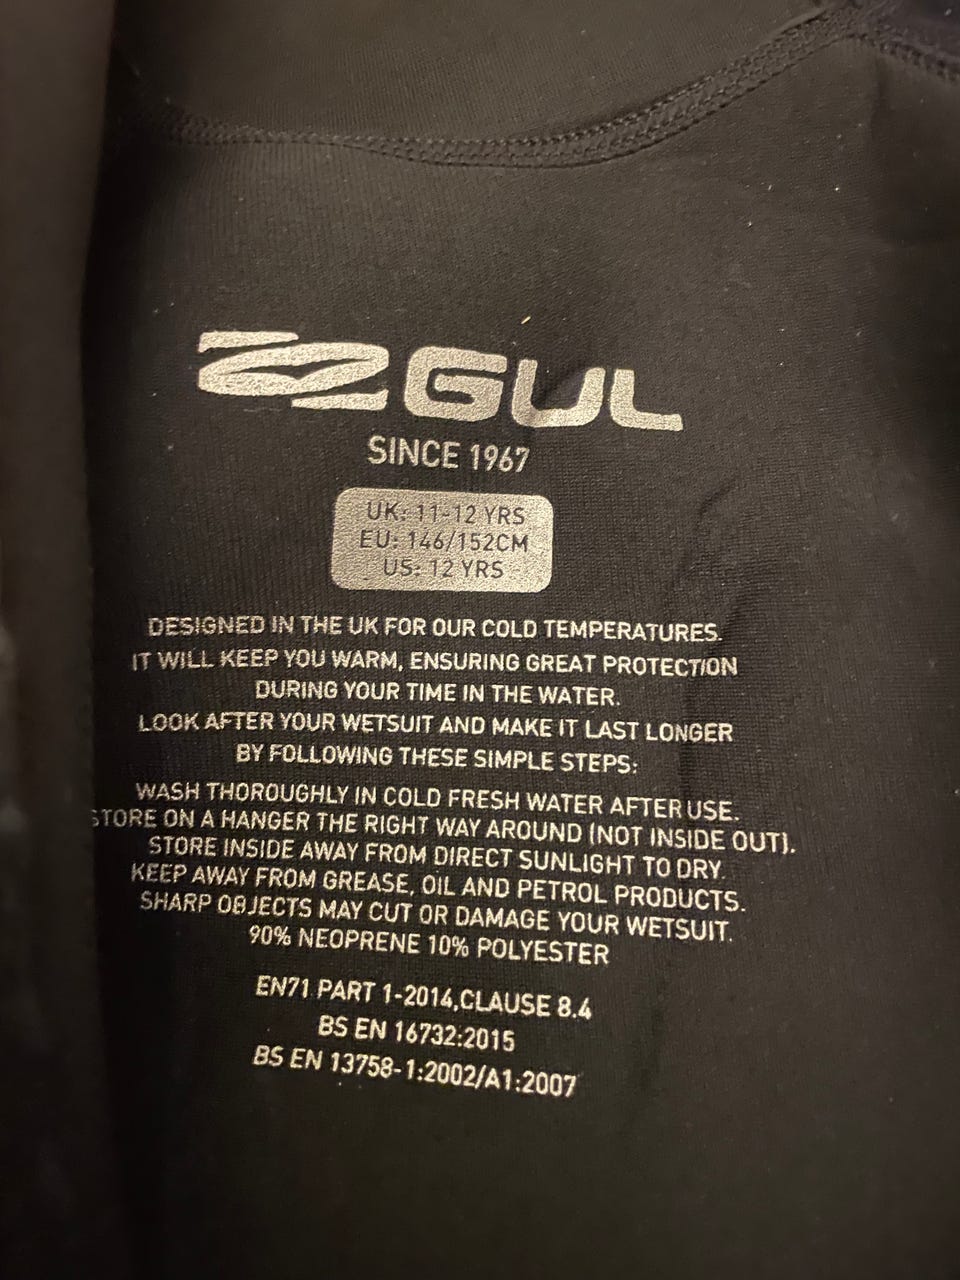 GUL
SINCE 1967
UK: 11-12 YRS
EU: 146/152CM
US: 12 YRS
DESIGNED IN THE UK FOR OUR COLD TEMPERATURES.
IT WILL KEEP YOU WARM, ENSURING GREAT PROTECTION
DURING YOUR TIME IN THE WATER.
LOOK AFTER YOUR WETSUIT AND MAKE IT LAST LONGER
BY FOLLOWING THESE SIMPLE STEPS:
WASH THOROUGHLY IN COLD FRESH WATER AFTER USE.
STORE ON A HANGER THE RIGHT WAY AROUND (NOT INSIDE OUT).
STORE INSIDE AWAY FROM DIRECT SUNLIGHT TO DRY.
KEEP AWAY FROM GREASE, OIL AND PETROL PRODUCTS.
SHARP OBJECTS MAY CUT OR DAMAGE YOUR WETSUIT.
90% NEOPRENE 10% POLYESTER
EN71 PART 1-2014,CLAUSE 8.4
BS EN 16732:2015
BS EN 13758-1:2002/A1:2007